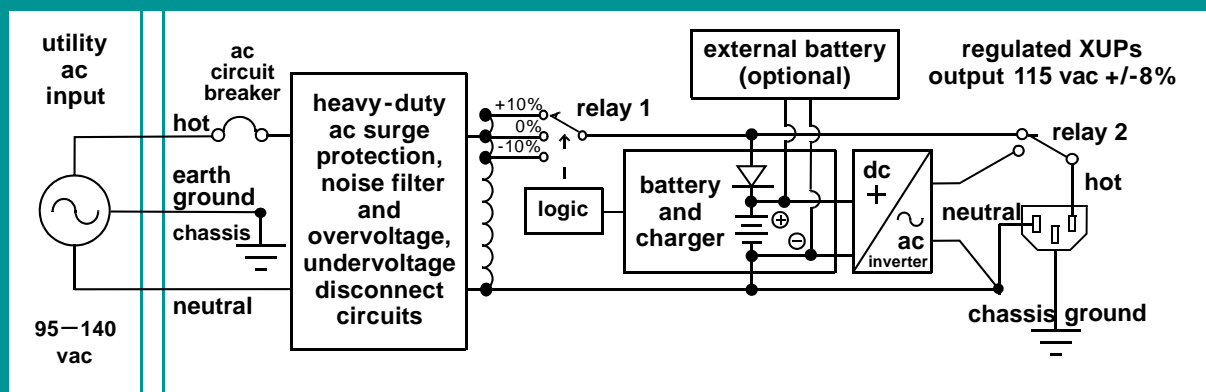 utility
ac
input
95—140
vac
hot
earth
ground
chassis
neutral
ac
circuit
breaker
heavy-duty
ac surge
protection,
noise filter
and
overvoltage,
undervoltage
disconnect
circuits
+10%
0%
-10%
relay 1
logic
external battery
(optional)
battery
and
charger
+
−
dc
+
ac
inverter
regulated XUPs
output 115 vac +/-8%
relay 2
hot
neutral
chassis ground